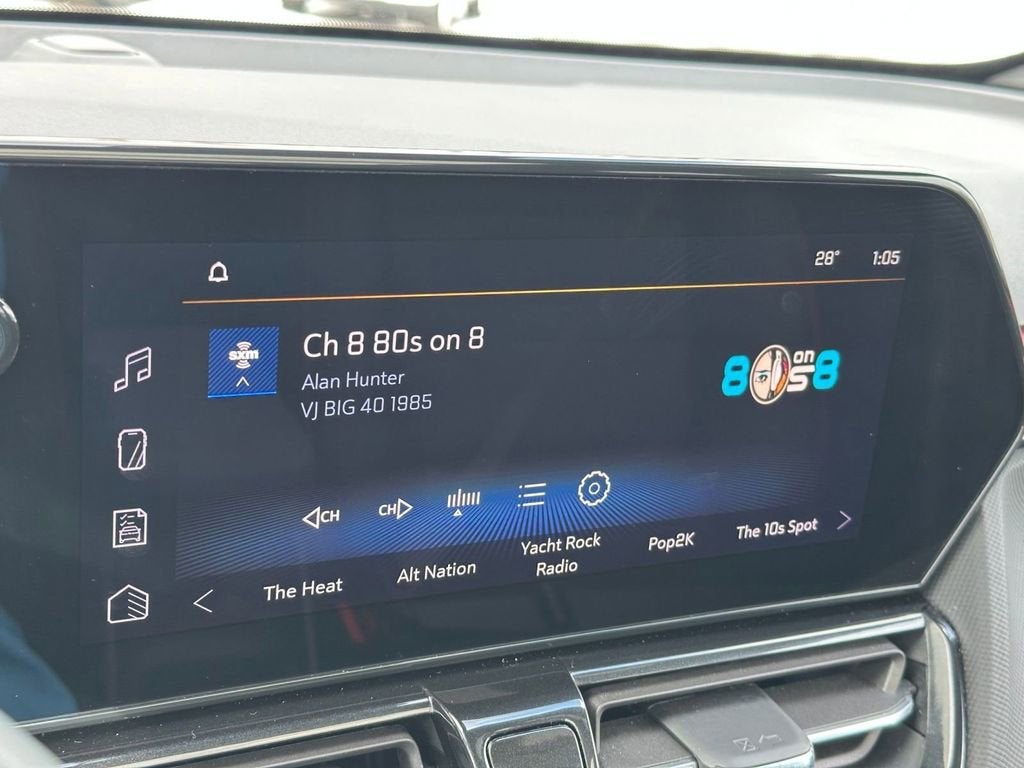 28° 1:05
sxm
Ch 8 80s on 8
Alan Hunter
VJ BIG 40 1985
80s on 8
CH
CH
The Heat
Alt Nation
Yacht Rock
Radio
Pop2K
The 10s Spot